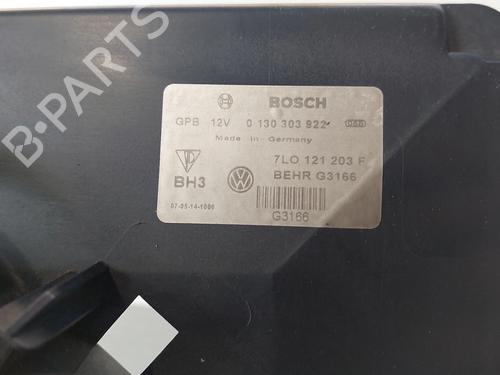 BOSCH
GPB 12V 0 130 303 922
Made in Germany
7L0 121 203 F
BH3 BEHR G3166
07-05-14-1000
G3166
B-PARTS